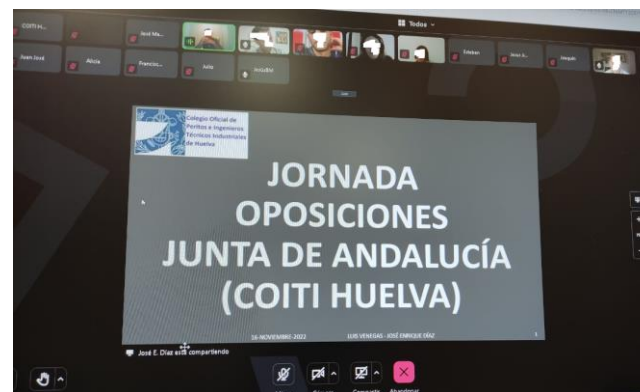 Todos
COITI H...
José Ma...
Esteban
Joaquín
Juan José
Alicia
Francisc...
Julio
Colegio Oficial de
Peritos e Ingenieros
Técnicos Industriales
de Huelva
JORNADA
OPOSICIONES
JUNTA DE ANDALUCÍA
(COITI HUELVA)
16-NOVIEMBRE-2022
LUIS VENEGAS - JOSÉ ENRIQUE DÍAZ
1
José E. Díaz está compartiendo